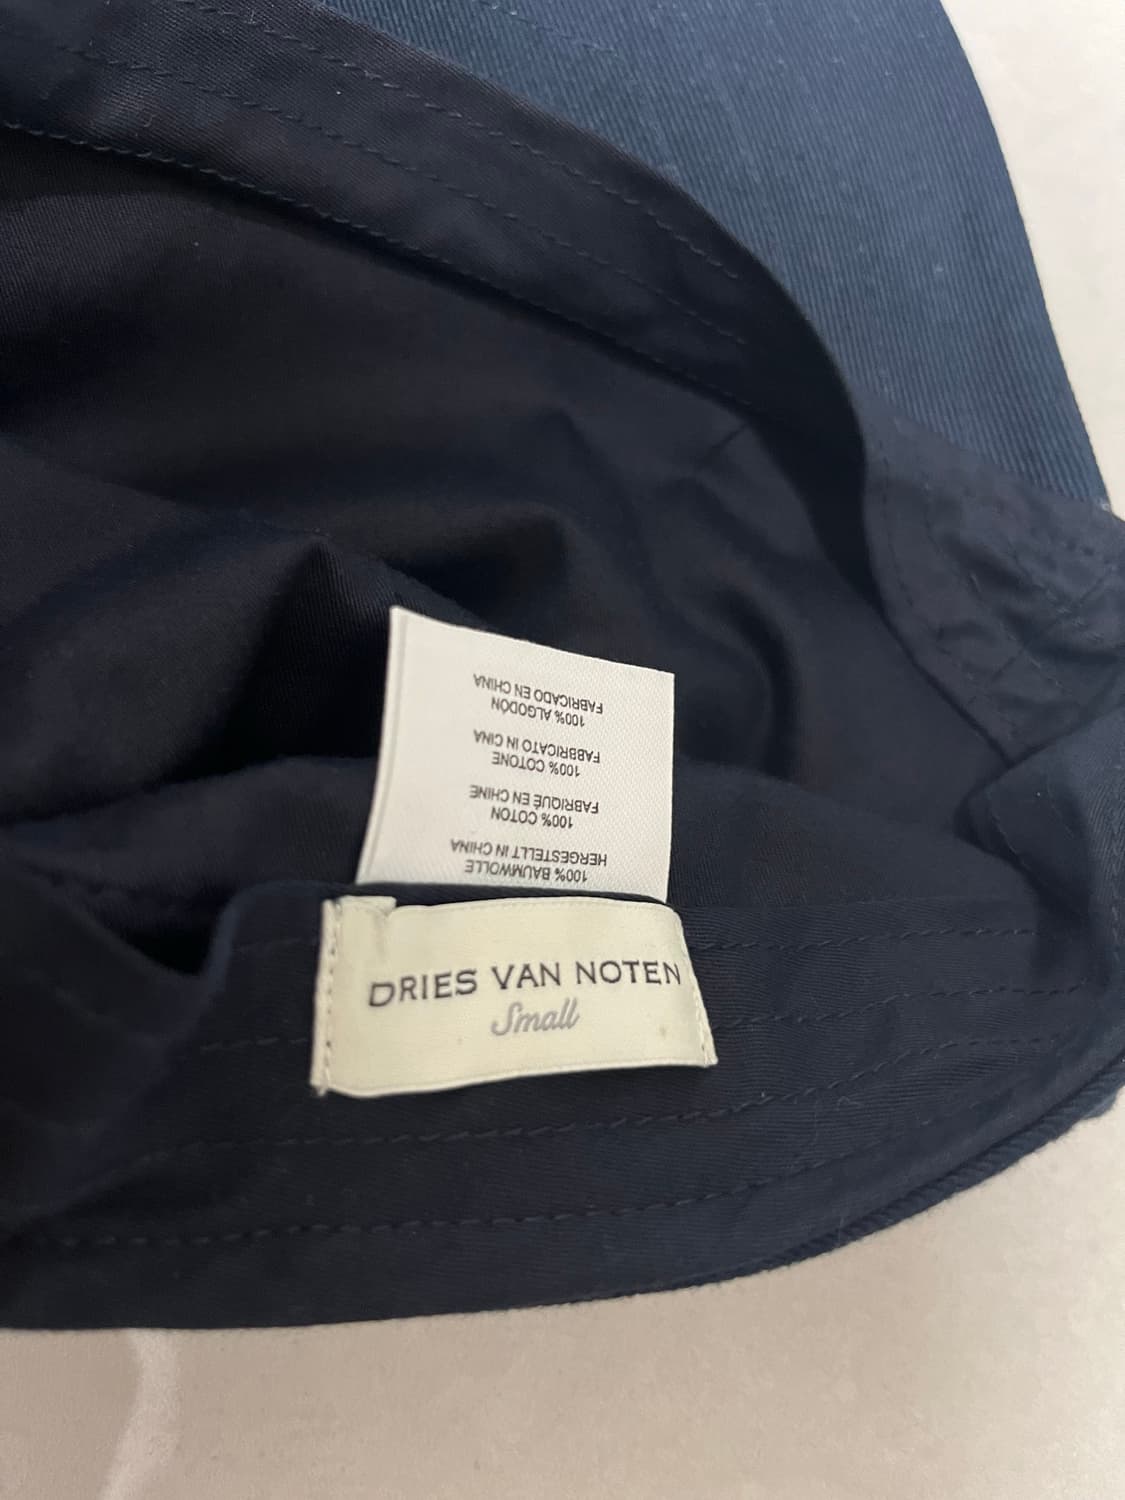 DRIES VAN NOTEN
Small
100% BAUMWOLLE
HERGESTELLT IN CHINA
100% COTON
FABRIQUÉ EN CHINE
100% COTONE
FABBRICATO IN CINA
100% ALGODÓN
FABRICADO EN CHINA